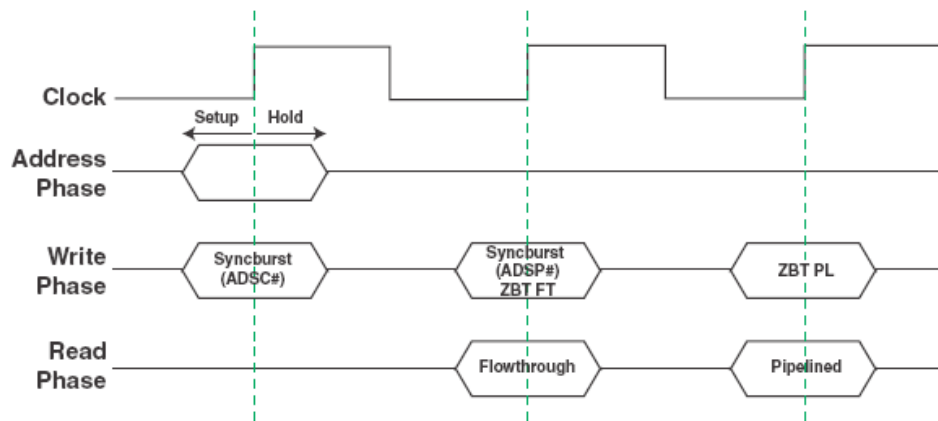 Clock
Setup Hold
Address
Phase
Write
Phase
Syncburst
(ADSC#)
Syncburst
(ADSP#)
ZBT FT
ZBT PL
Read
Phase
Flowthrough
Pipelined